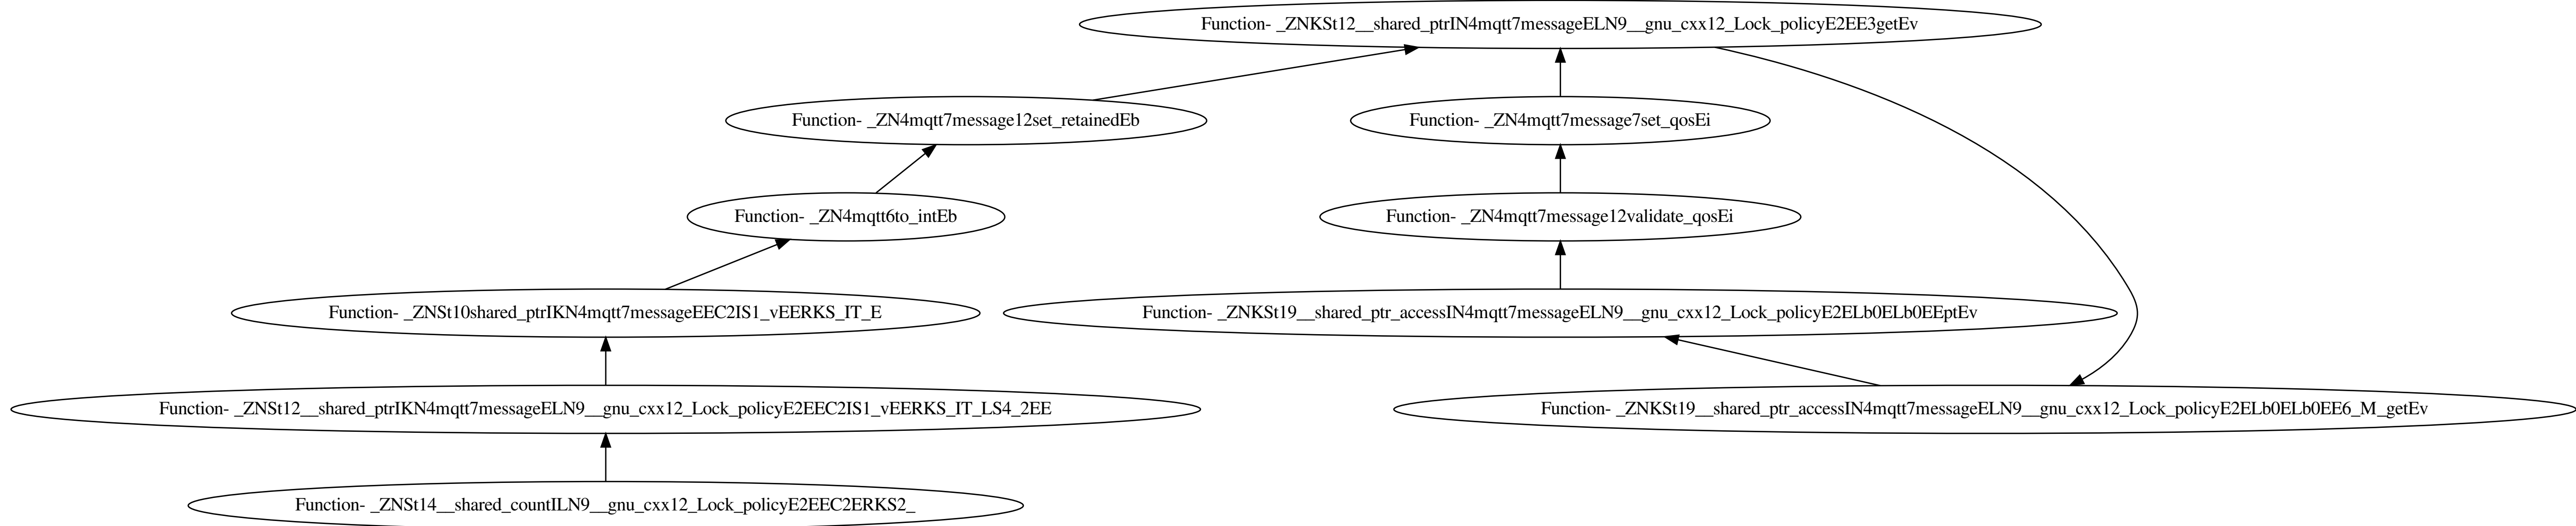 Function- _ZNKSt12__shared_ptrIN4mqtt7messageELN9__gnu_cxx12_Lock_policyE2EE3getEv
Function- _ZN4mqtt7message12set_retainedEb
Function- _ZN4mqtt7message7set_qosEi
Function- _ZN4mqtt6to_intEb
Function- _ZN4mqtt7message12validate_qosEi
Function- _ZNSt10shared_ptrIKN4mqtt7messageEEC2IS1_vEERKS_IT_E
Function- _ZNKSt19__shared_ptr_accessIN4mqtt7messageELN9__gnu_cxx12_Lock_policyE2ELb0ELb0EEptEv
Function- _ZNSt12__shared_ptrIKN4mqtt7messageELN9__gnu_cxx12_Lock_policyE2EEC2IS1_vEERKS_IT_LS4_2EE
Function- _ZNKSt19__shared_ptr_accessIN4mqtt7messageELN9__gnu_cxx12_Lock_policyE2ELb0ELb0EE6_M_getEv
Function- _ZNSt14__shared_countILN9__gnu_cxx12_Lock_policyE2EEC2ERKS2_